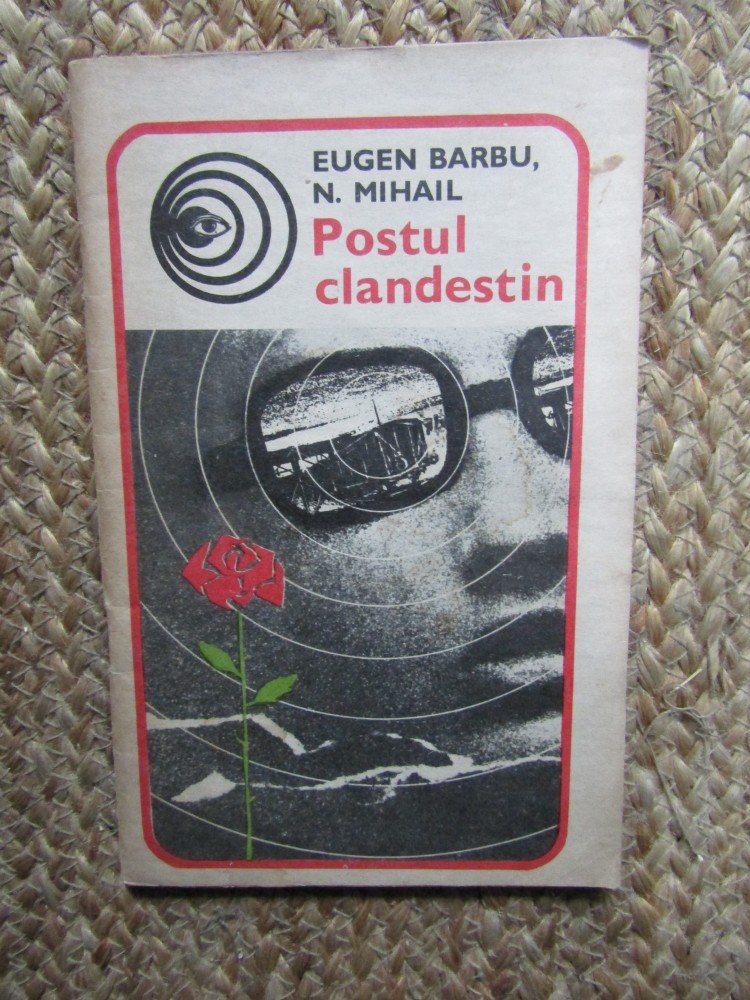 EUGEN BARBU,
N. MIHAIL
Postul
clandestin